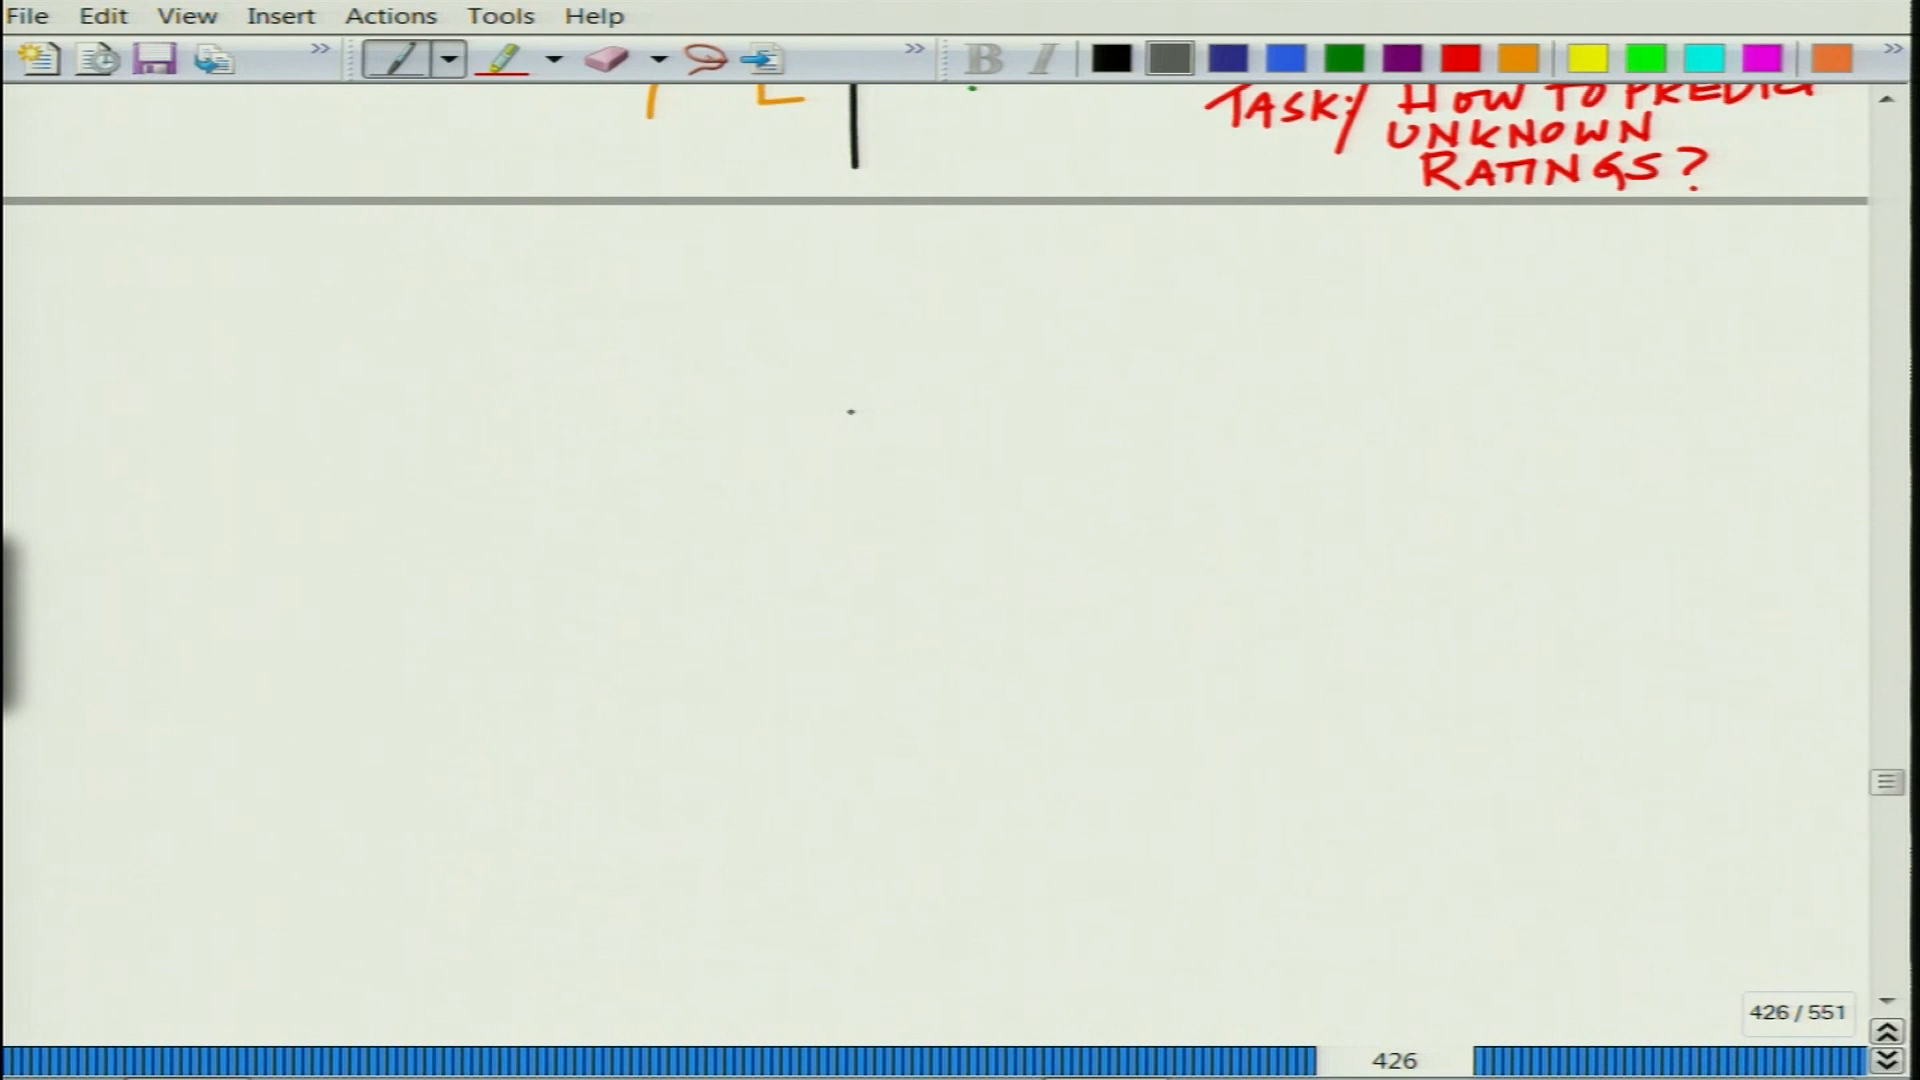 File Edit View Insert Actions Tools Help
B I
TASK: HOW TO PREDICT
UNKNOWN
RATINGS?
426 / 551
426